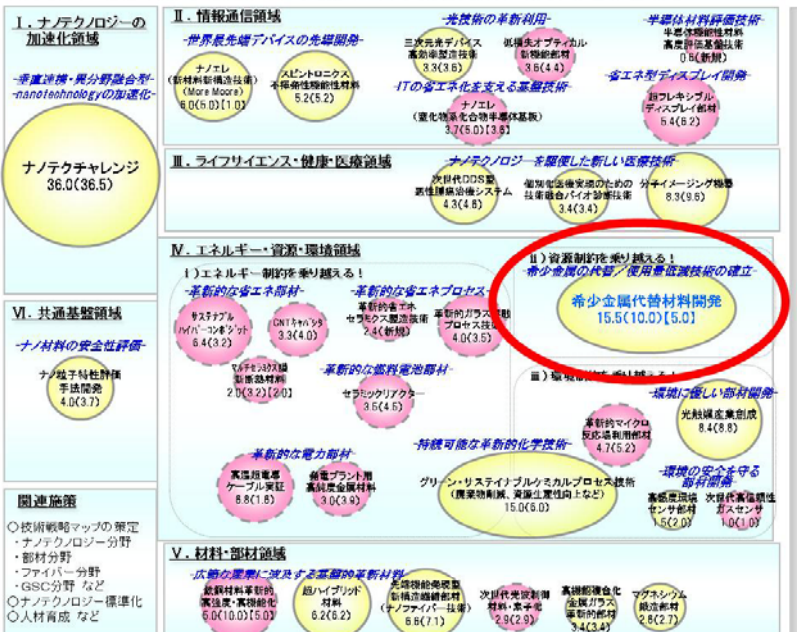 Ⅰ．ナノテクノロジーの
加速化領域
-垂直連携・異分野融合型-
-nanotechnologyの加速化-
ナノテクチャレンジ
36.0(36.5)
Ⅵ．共通基盤領域
-ナノ材料の安全性評価-
ナノ粒子特性評価
手法開発
4.0(3.7)
関連施策
○技術戦略マップの策定
・ナノテクノロジー分野
・部材分野
・ファイバー分野
・GSC分野 など
○ナノテクノロジー標準化
○人材育成 など
Ⅱ．情報通信領域
-世界最先端デバイスの先導開発-
ナノエレ
(新材料新構造技術)
(More Moore)
6.0(5.0)[1.0]
スピントロニクス
不揮発性機能性材料
5.2(5.2)
-光技術の革新利用-
三次元光デバイス
高効率製造技術
3.3(3.6)
低損失オプティカル
新機能部材
3.6(4.4)
-ITの省エネ化を支える基盤技術-
ナノエレ
(窒化物系化合物半導体基板)
3.7(5.0)[3.8]
-半導体材料評価技術-
半導体機能性材料
高度評価基盤技術
0.6(新規)
-省エネ型ディスプレイ開発-
超フレキシブル
ディスプレイ部材
5.4(6.2)
Ⅲ．ライフサイエンス・健康・医療領域
-ナノテクノロジーを駆使した新しい医療技術-
次世代DDS型
悪性腫瘍治療システム
4.3(4.8)
個別化医療実現のための
技術融合バイオ診断技術
3.4(3.4)
分子イメージング機器
8.3(9.6)
Ⅳ．エネルギー・資源・環境領域
ⅰ)エネルギー制約を乗り越える！
-革新的な省エネ部材-
サステナブル
ハイパーコンポジット
6.4(3.2)
CNTキャパシタ
3.3(4.0)
マルチセラミクス膜
新断熱材料
2.0(3.2)[2.0]
-革新的な省エネプロセス-
革新的省エネ
セラミクス製造技術
2.4(新規)
革新的ガラス溶融
プロセス技術
4.0(3.5)
-革新的な燃料電池部材-
セラミックリアクター
3.5(4.5)
-革新的な電力部材-
高温超電導
ケーブル実証
6.8(1.6)
発電プラント用
高純度金属材料
3.0(3.9)
ⅱ)資源制約を乗り越える！
-希少金属の代替／使用量低減技術の確立-
希少金属代替材料開発
15.5(10.0)【5.0】
ⅲ)環境制約を乗り越える！
-環境に優しい部材開発-
革新的マイクロ
反応場利用部材
4.7(5.2)
光触媒産業創成
8.4(8.8)
-持続可能な革新的化学技術-
グリーン・サステイナブルケミカルプロセス技術
(廃棄物削減、資源生産性向上など)
15.0(6.0)
-環境の安全を守る
部材開発-
高感度環境
センサ部材
1.5(2.0)
次世代高信頼性
ガスセンサ
1.0(1.0)
Ⅴ．材料・部材領域
-広範な産業に波及する基盤的革新材料-
鉄鋼材料革新的
高強度・高機能化
5.0(10.0)[5.0]
超ハイブリッド
材料
6.2(6.2)
先端機能発現型
新構造繊維部材
(ナノファイバー技術)
6.6(7.1)
次世代光波制御
材料・素子化
2.9(2.9)
高機能複合化
金属ガラス
革新的部材
3.4(3.4)
マグネシウム
鍛造部材
2.6(2.7)